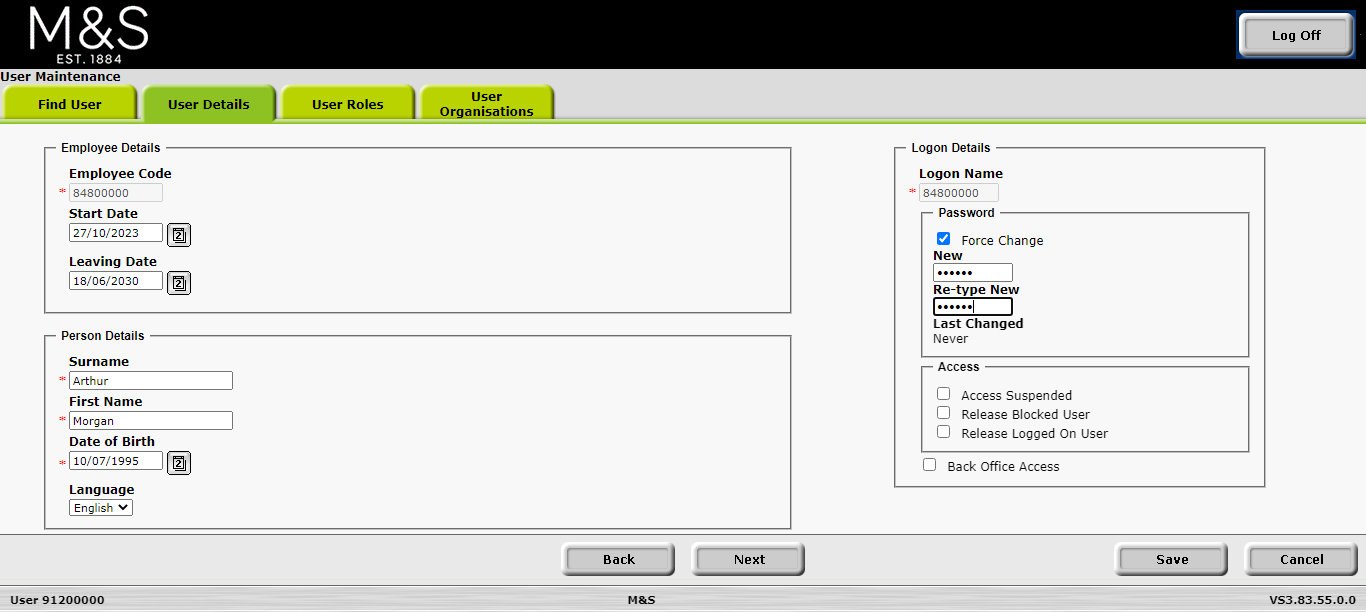 M&S
EST. 1884
Log Off
User Maintenance
Find User
User Details
User Roles
User
Organisations
Employee Details
Employee Code
* 84800000
Start Date
27/10/2023
2
Leaving Date
18/06/2030
2
Person Details
Surname
* Arthur
First Name
* Morgan
Date of Birth
* 10/07/1995
2
Language
English
Logon Details
Logon Name
* 84800000
Password
Force Change
New
••••••
Re-type New
••••••
Last Changed
Never
Access
Access Suspended
Release Blocked User
Release Logged On User
Back Office Access
Back
Next
Save
Cancel
User 91200000
M&S
VS3.83.55.0.0